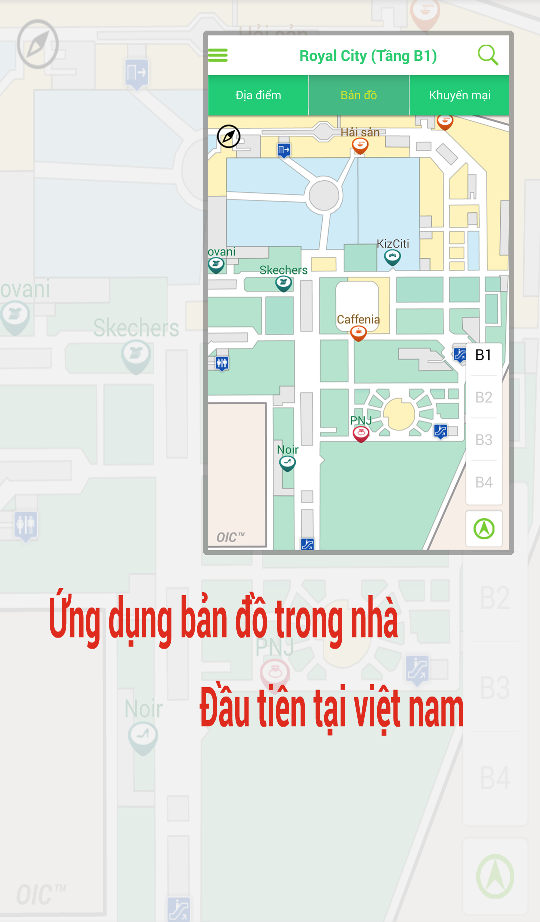 Royal City (Tầng B1)
Địa điểm
Bản đồ
Khuyến mại
Hải sản
KizCiti
ovani
Skechers
Caffenia
B1
B2
B3
B4
PNJ
Noir
OIC™
ovani
Skechers
Ứng dụng bản đồ trong nhà
B2
PNJ
Đầu tiên tại việt nam
B3
Noir
B4
OIC™